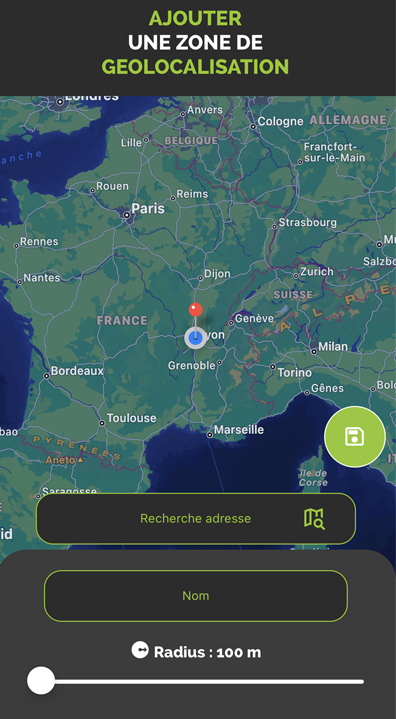 AJOUTER
UNE ZONE DE
GEOLOCALISATION
Londres
Anvers
Cologne
ALLEMAGNE
Lille
BELGIQUE
Francfort-
sur-le-Main
anche
Rouen
Reims
Paris
Strasbourg
Rennes
Mu
Salzbo
Nantes
Dijon
Zurich
SUISSE
ALPE
FRANCE
Genève
yon
Milan
Grenoble
Torino
Bordeaux
Gênes
Bolo
Toulouse
Marseille
bao
PYRÉNÉES
Aneto
Île de
Corse
Saragosse
id
Recherche adresse
Nom
Radius : 100 m